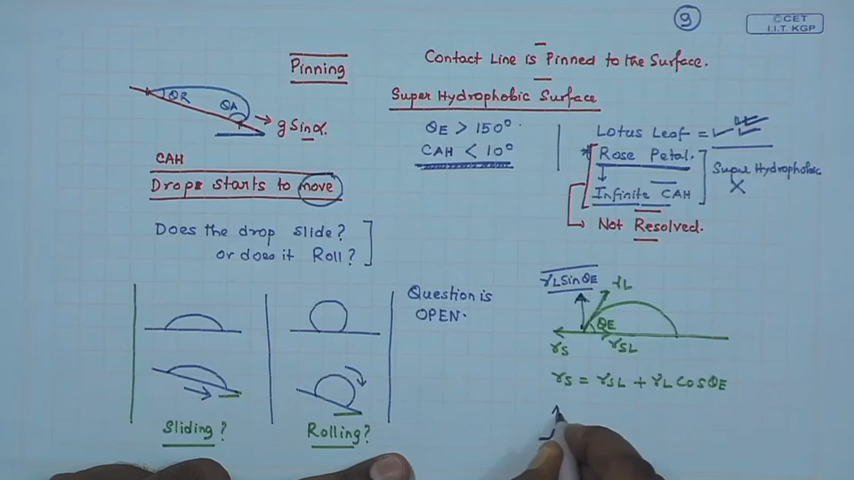 9
©CET
I.I.T. KGP
Pinning
Contact Line is Pinned to the Surface.
Super Hydrophobic Surface
θR
θA
g Sinα.
θE > 150°.
CAH < 10°
Lotus Leaf =
* Rose Petal.
Infinite CAH
Super Hydrophobic
X
Not Resolved.
CAH
Drops starts to move
Does the drop slide?
or does it Roll?
Question is
OPEN.
Sliding?
Rolling?
γL Sin θE
γL
θE
γS
γSL
γS = γSL + γL Cos θE